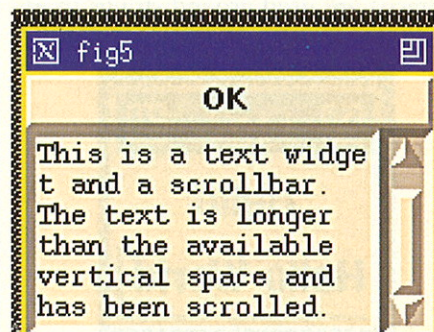 fig5
OK
This is a text widge
t and a scrollbar.
The text is longer
than the available
vertical space and
has been scrolled.